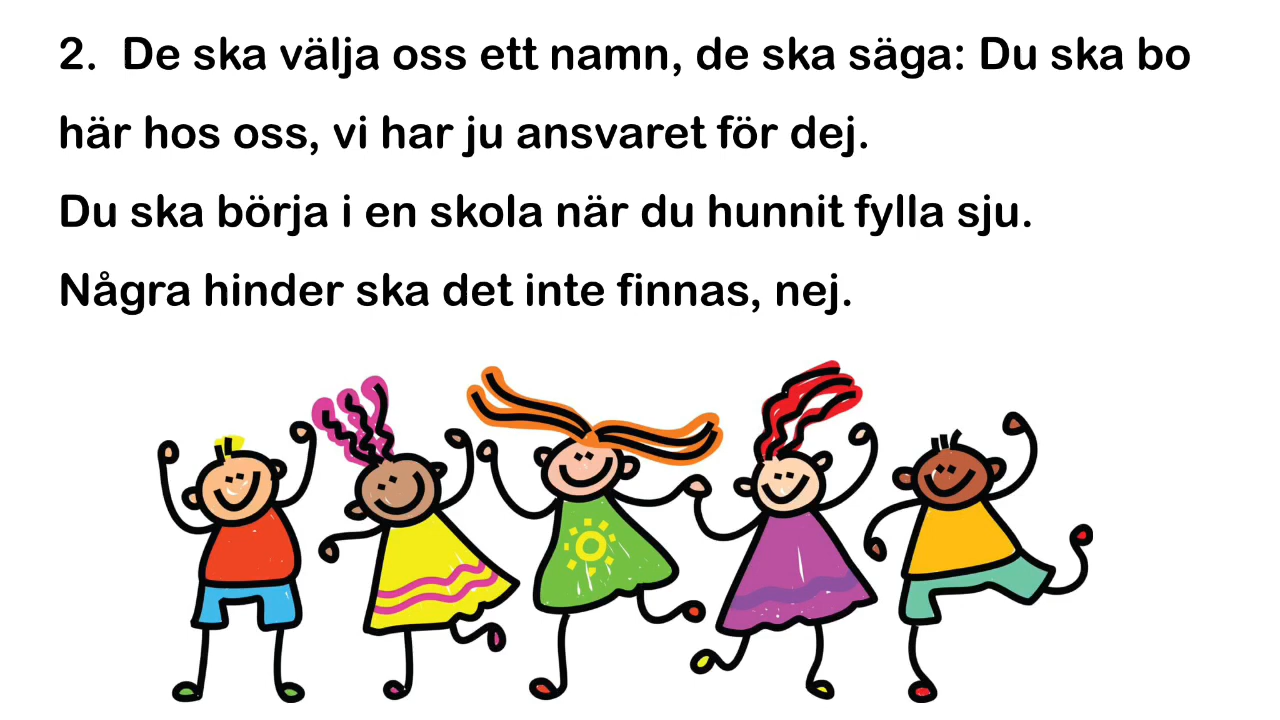 2.  De ska välja oss ett namn, de ska säga: Du ska bo
här hos oss, vi har ju ansvaret för dej.
Du ska börja i en skola när du hunnit fylla sju.
Några hinder ska det inte finnas, nej.